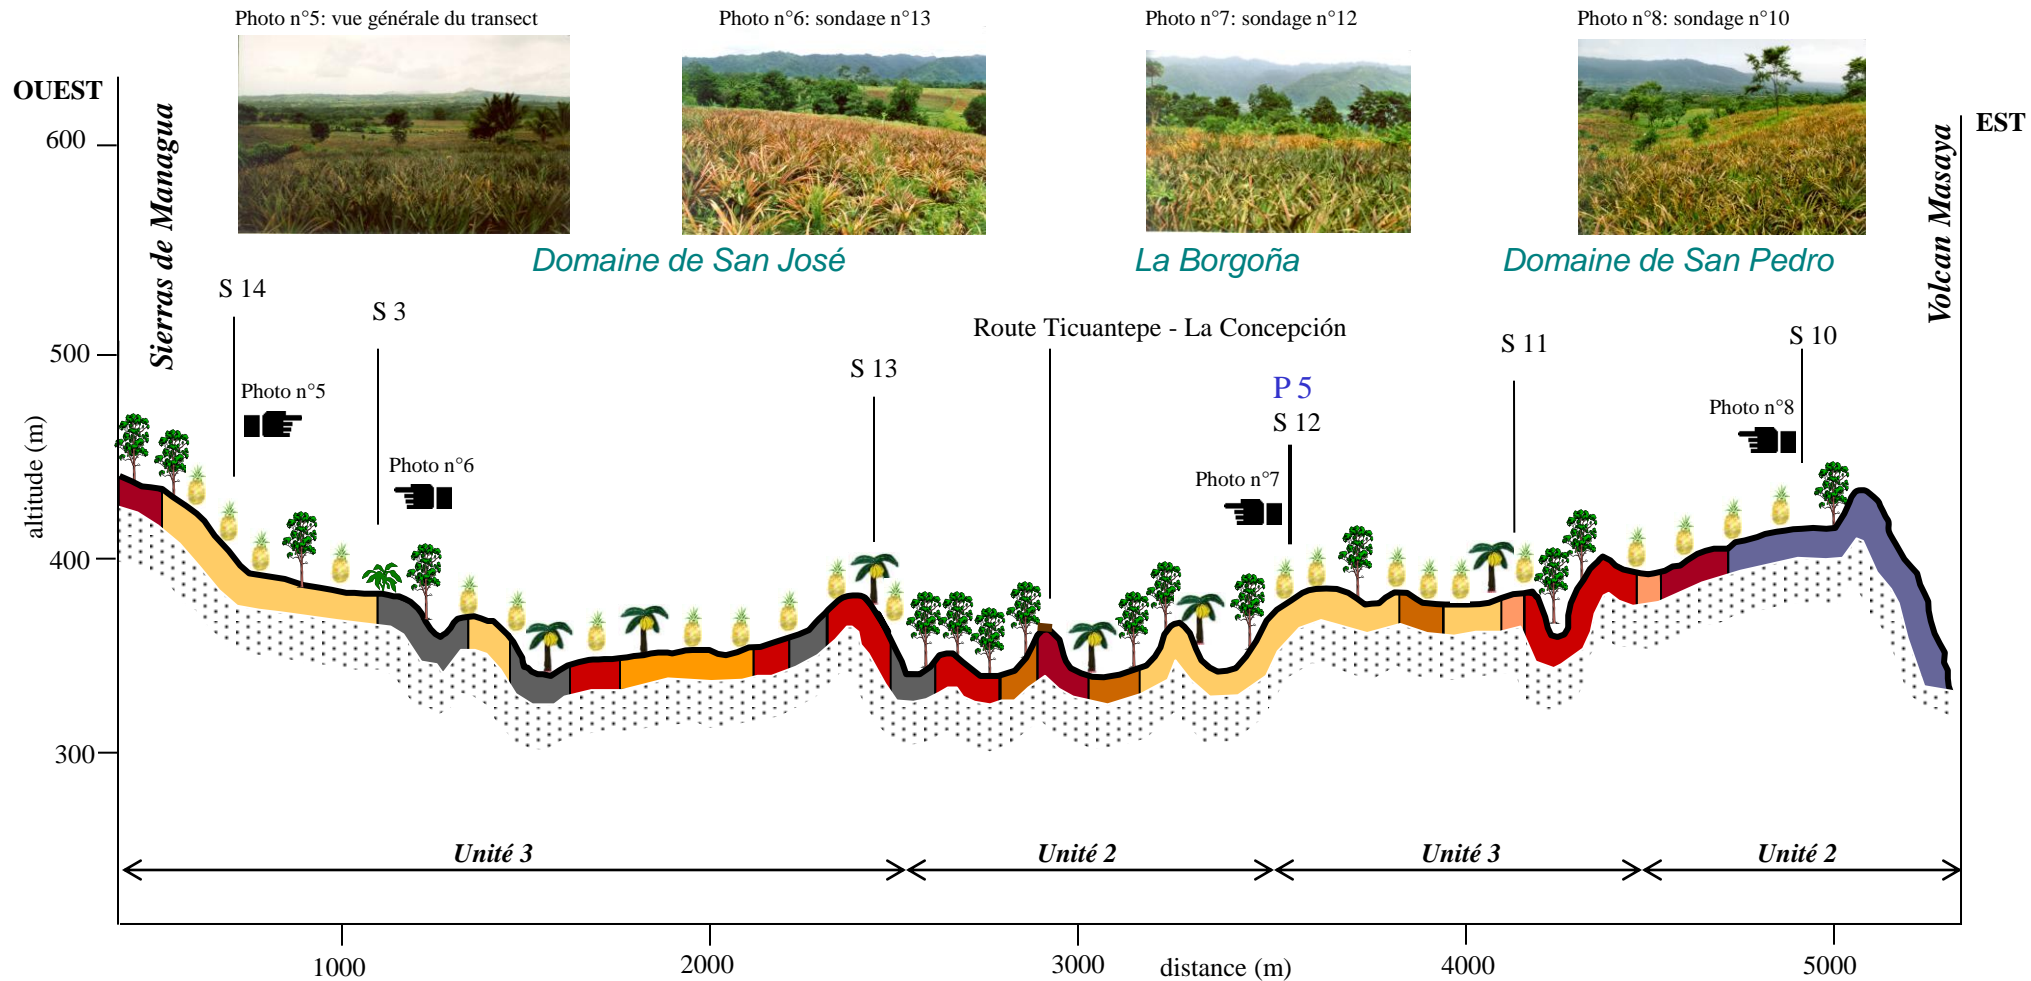 Photo n°5: vue générale du transect
Photo n°6: sondage n°13
Photo n°7: sondage n°12
Photo n°8: sondage n°10
OUEST
EST
600
Sierras de Managua
Volcan Masaya
Domaine de San José
La Borgoña
Domaine de San Pedro
S 14
S 3
Route Ticuantepe - La Concepción
S 10
S 11
500
S 13
Photo n°5
P 5
Photo n°8
S 12
altitude (m)
Photo n°6
Photo n°7
400
300
Unité 3
Unité 2
Unité 3
Unité 2
1000
2000
3000
distance (m)
4000
5000